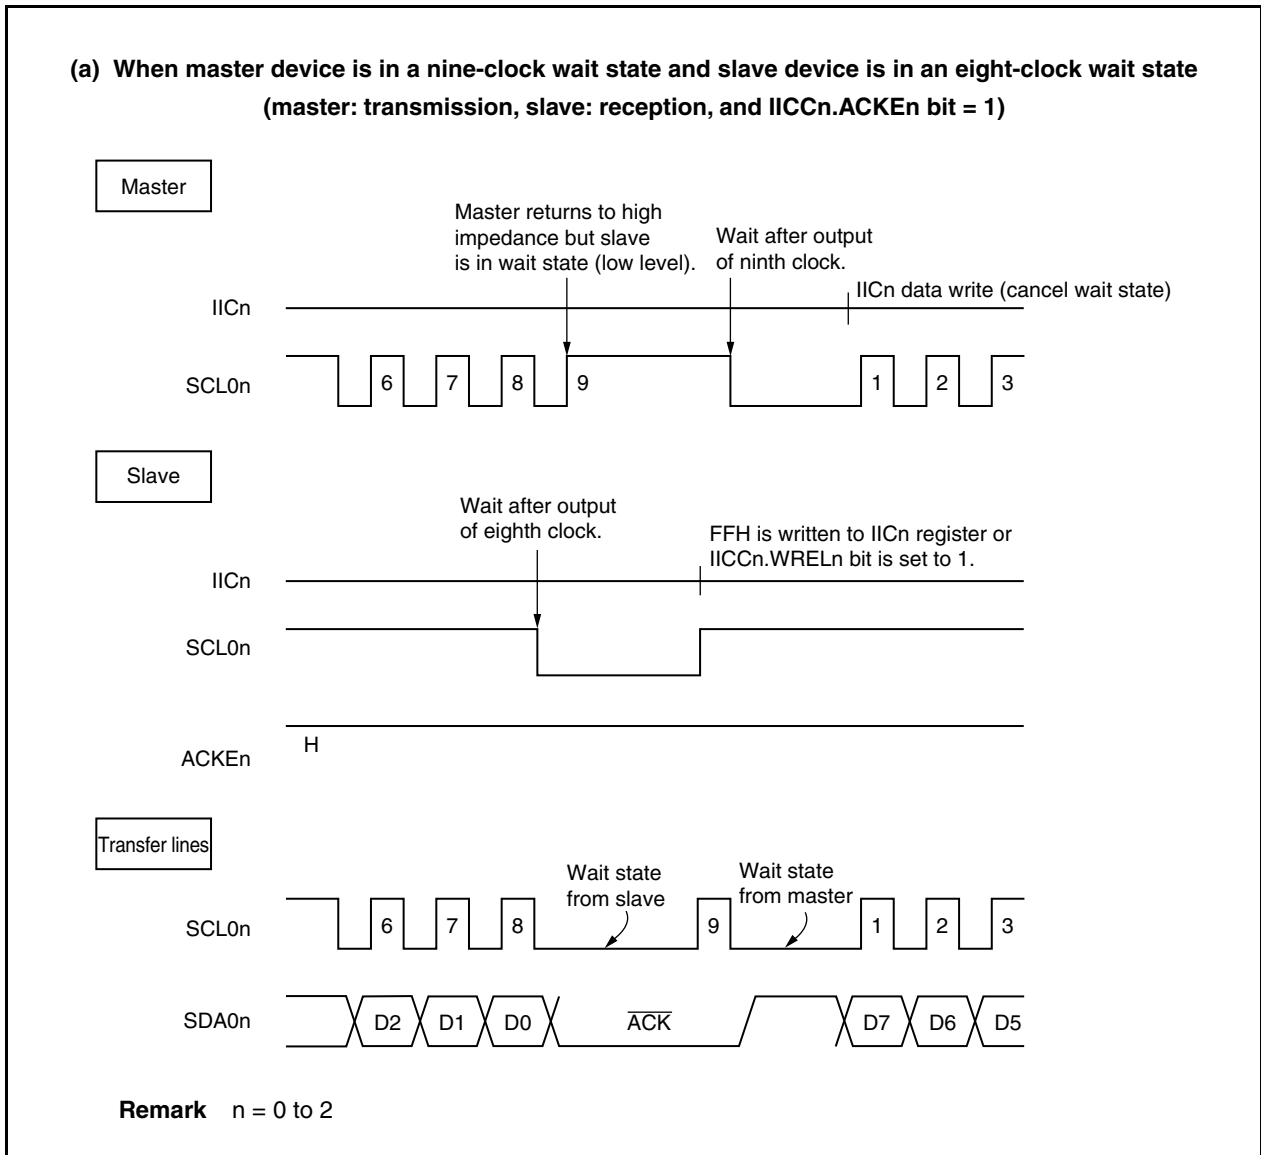 (a) When master device is in a nine-clock wait state and slave device is in an eight-clock wait state
(master: transmission, slave: reception, and IICCn.ACKEn bit = 1)
Master
Master returns to high
impedance but slave
is in wait state (low level).
Wait after output
of ninth clock.
IICn data write (cancel wait state)
IICn
SCL0n
6 7 8 9 1 2 3
Slave
Wait after output
of eighth clock.
FFH is written to IICn register or
IICCn.WRELn bit is set to 1.
IICn
SCL0n
H
ACKEn
Transfer lines
Wait state
from slave
Wait state
from master
SCL0n
6 7 8 9 1 2 3
SDA0n
D2 D1 D0 A̅C̅K̅ D7 D6 D5
Remark n = 0 to 2